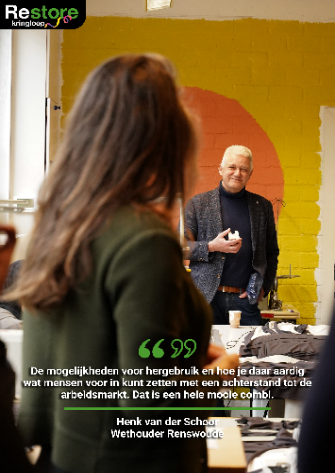 Restore
kringloop
De mogelijkheden voor hergebruik en hoe je daar aardig
wat mensen voor in kunt zetten met een achterstand tot de
arbeidsmarkt. Dat is een hele mooie combi.
Henk van der Schoor
Wethouder Renswoude